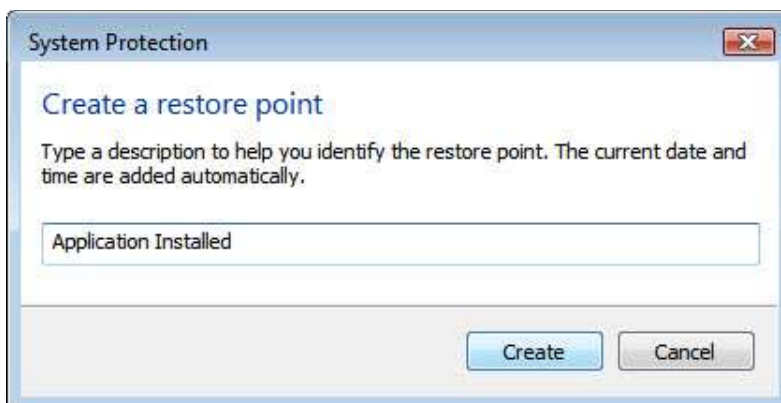 System Protection
Create a restore point
Type a description to help you identify the restore point. The current date and
time are added automatically.
Application Installed
Create
Cancel